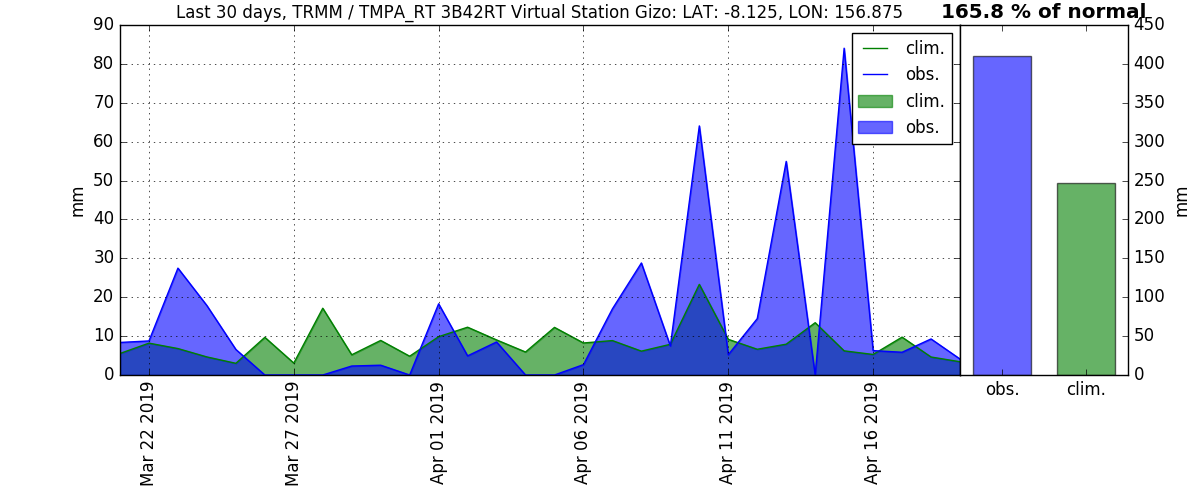 Last 30 days, TRMM / TMPA_RT 3B42RT Virtual Station Gizo: LAT: -8.125, LON: 156.875
165.8 % of normal
90
80
70
60
50
40
30
20
10
0
mm
clim.
obs.
clim.
obs.
Mar 22 2019
Mar 27 2019
Apr 01 2019
Apr 06 2019
Apr 11 2019
Apr 16 2019
450
400
350
300
250
200
150
100
50
0
mm
obs.
clim.